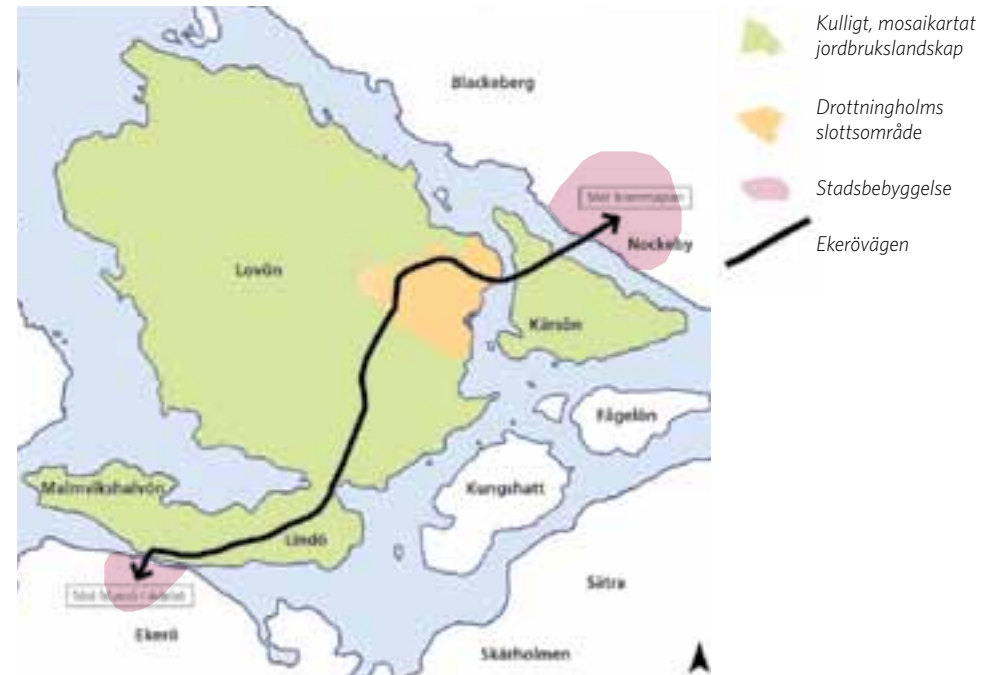 Kulligt, mosaikartat
jordbrukslandskap
Drottningholms
slottsområde
Stadsbebyggelse
Ekerövägen
Blackeberg
Nockeby
Lovön
Kärsön
Fågelön
Malmvikshalvön
Kungshatt
Lindö
Sätra
Ekerö
Skärholmen